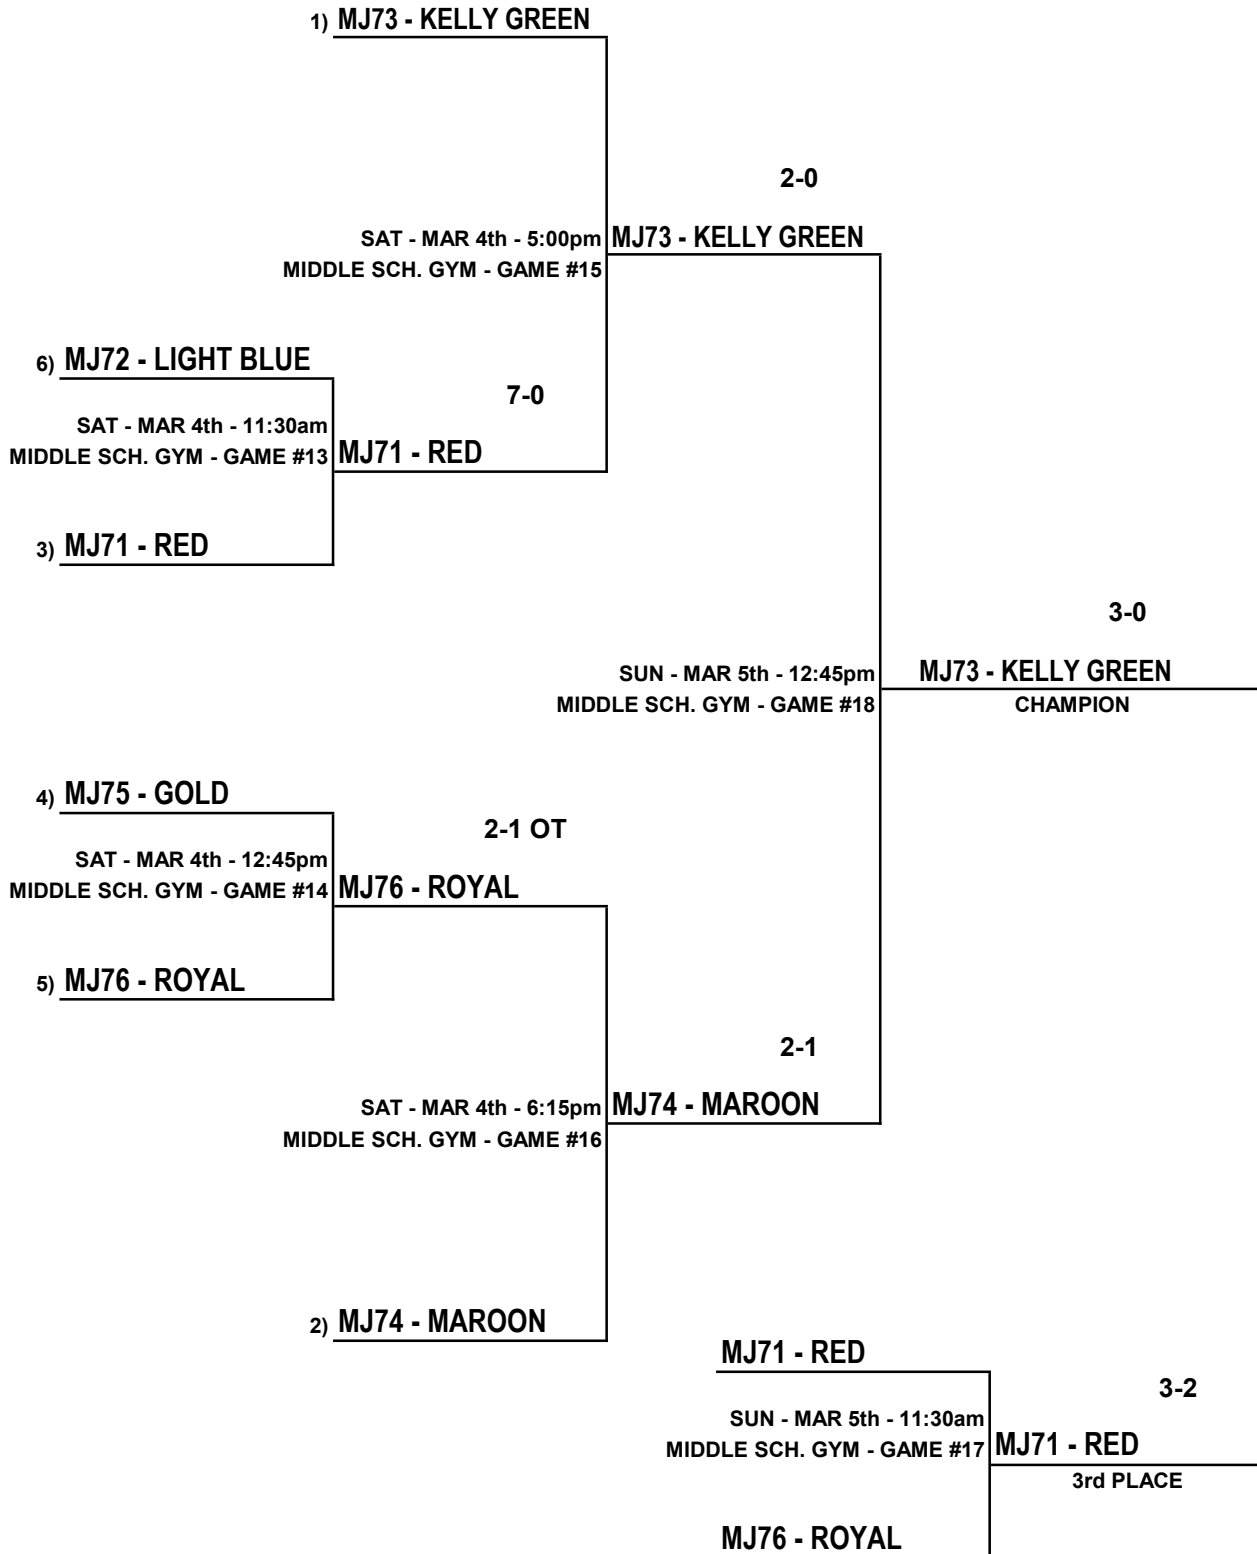 1) MJ73 - KELLY GREEN
2-0
SAT - MAR 4th - 5:00pm
MJ73 - KELLY GREEN
MIDDLE SCH. GYM - GAME #15
6) MJ72 - LIGHT BLUE
7-0
SAT - MAR 4th - 11:30am
MIDDLE SCH. GYM - GAME #13
MJ71 - RED
3) MJ71 - RED
3-0
SUN - MAR 5th - 12:45pm
MJ73 - KELLY GREEN
MIDDLE SCH. GYM - GAME #18
CHAMPION
4) MJ75 - GOLD
2-1 OT
SAT - MAR 4th - 12:45pm
MIDDLE SCH. GYM - GAME #14
MJ76 - ROYAL
5) MJ76 - ROYAL
2-1
SAT - MAR 4th - 6:15pm
MJ74 - MAROON
MIDDLE SCH. GYM - GAME #16
2) MJ74 - MAROON
MJ71 - RED
3-2
SUN - MAR 5th - 11:30am
MIDDLE SCH. GYM - GAME #17
MJ71 - RED
3rd PLACE
MJ76 - ROYAL